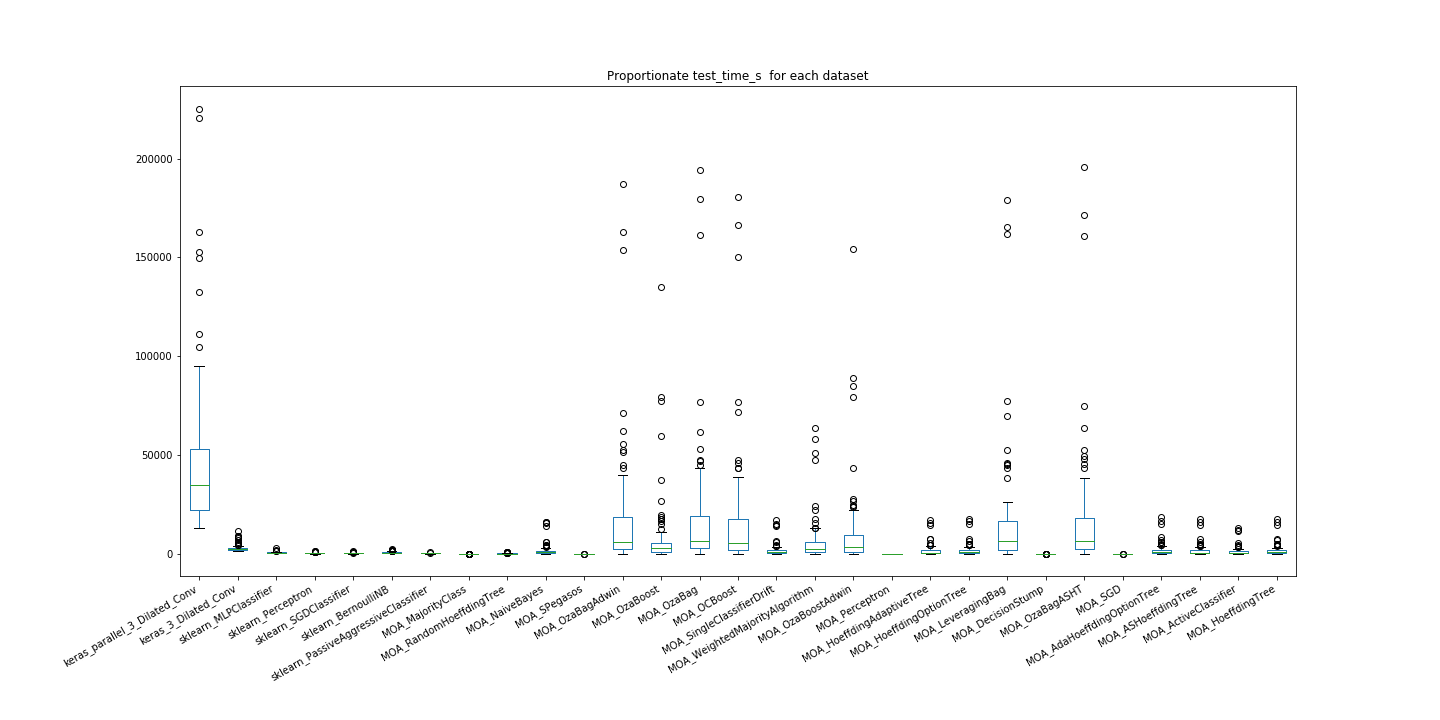 Proportionate test_time_s for each dataset
200000
150000
100000
50000
0
keras_parallel_3_Dilated_Conv
keras_3_Dilated_Conv
sklearn_MLPClassifier
sklearn_Perceptron
sklearn_SGDClassifier
sklearn_BernoulliNB
sklearn_PassiveAggressiveClassifier
MOA_MajorityClass
MOA_RandomHoeffdingTree
MOA_NaiveBayes
MOA_SPegasos
MOA_OzaBagAdwin
MOA_OzaBoost
MOA_OzaBag
MOA_OCBoost
MOA_SingleClassifierDrift
MOA_WeightedMajorityAlgorithm
MOA_OzaBoostAdwin
MOA_Perceptron
MOA_HoeffdingAdaptiveTree
MOA_HoeffdingOptionTree
MOA_LeveragingBag
MOA_DecisionStump
MOA_OzaBagASHT
MOA_SGD
MOA_AdaHoeffdingOptionTree
MOA_ASHoeffdingTree
MOA_ActiveClassifier
MOA_HoeffdingTree